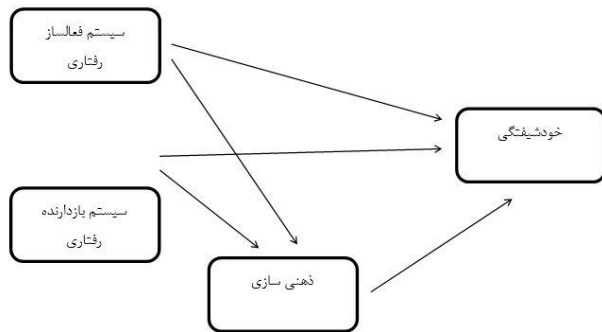 سیستم فعالساز
رفتاری
خودشیفتگی
سیستم بازدارنده
رفتاری
ذهنی سازی